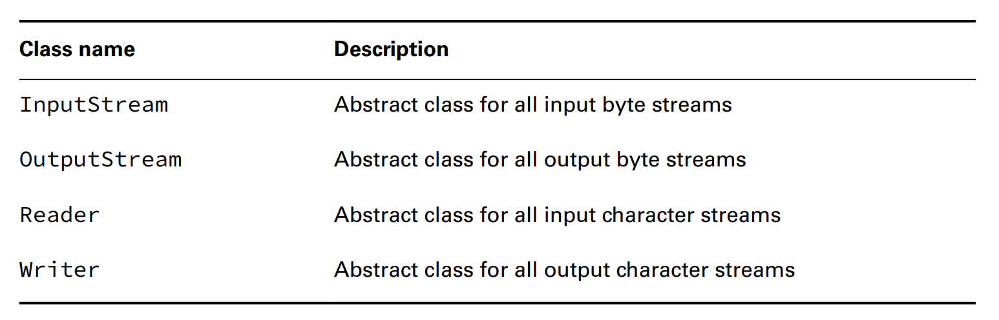 Class name Description
InputStream Abstract class for all input byte streams
OutputStream Abstract class for all output byte streams
Reader Abstract class for all input character streams
Writer Abstract class for all output character streams